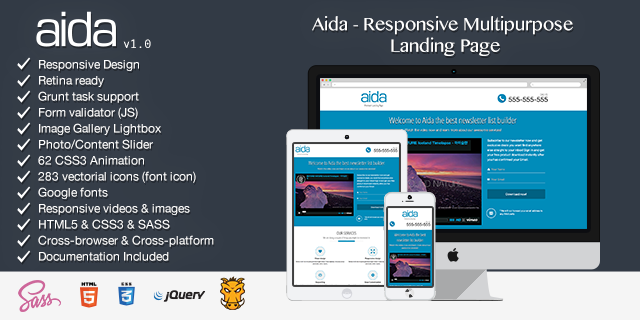 aida v1.0
Responsive Design
Retina ready
Grunt task support
Form validator (JS)
Image Gallery Lightbox
Photo/Content Slider
62 CSS3 Animation
283 vectorial icons (font icon)
Google fonts
Responsive videos & images
HTML5 & CSS3 & SASS
Cross-browser & Cross-platform
Documentation Included
Sass
HTML
5
CSS
3
jQuery
Aida - Responsive Multipurpose
Landing Page
aida
555-555-555
Welcome to Aida the best newsletter list builder
aida
555-555-555
Welcome to Aida the best newsletter list builder
OUR SERVICES
aida
555-555-555
Welcome to Aida the best
newsletter list builder